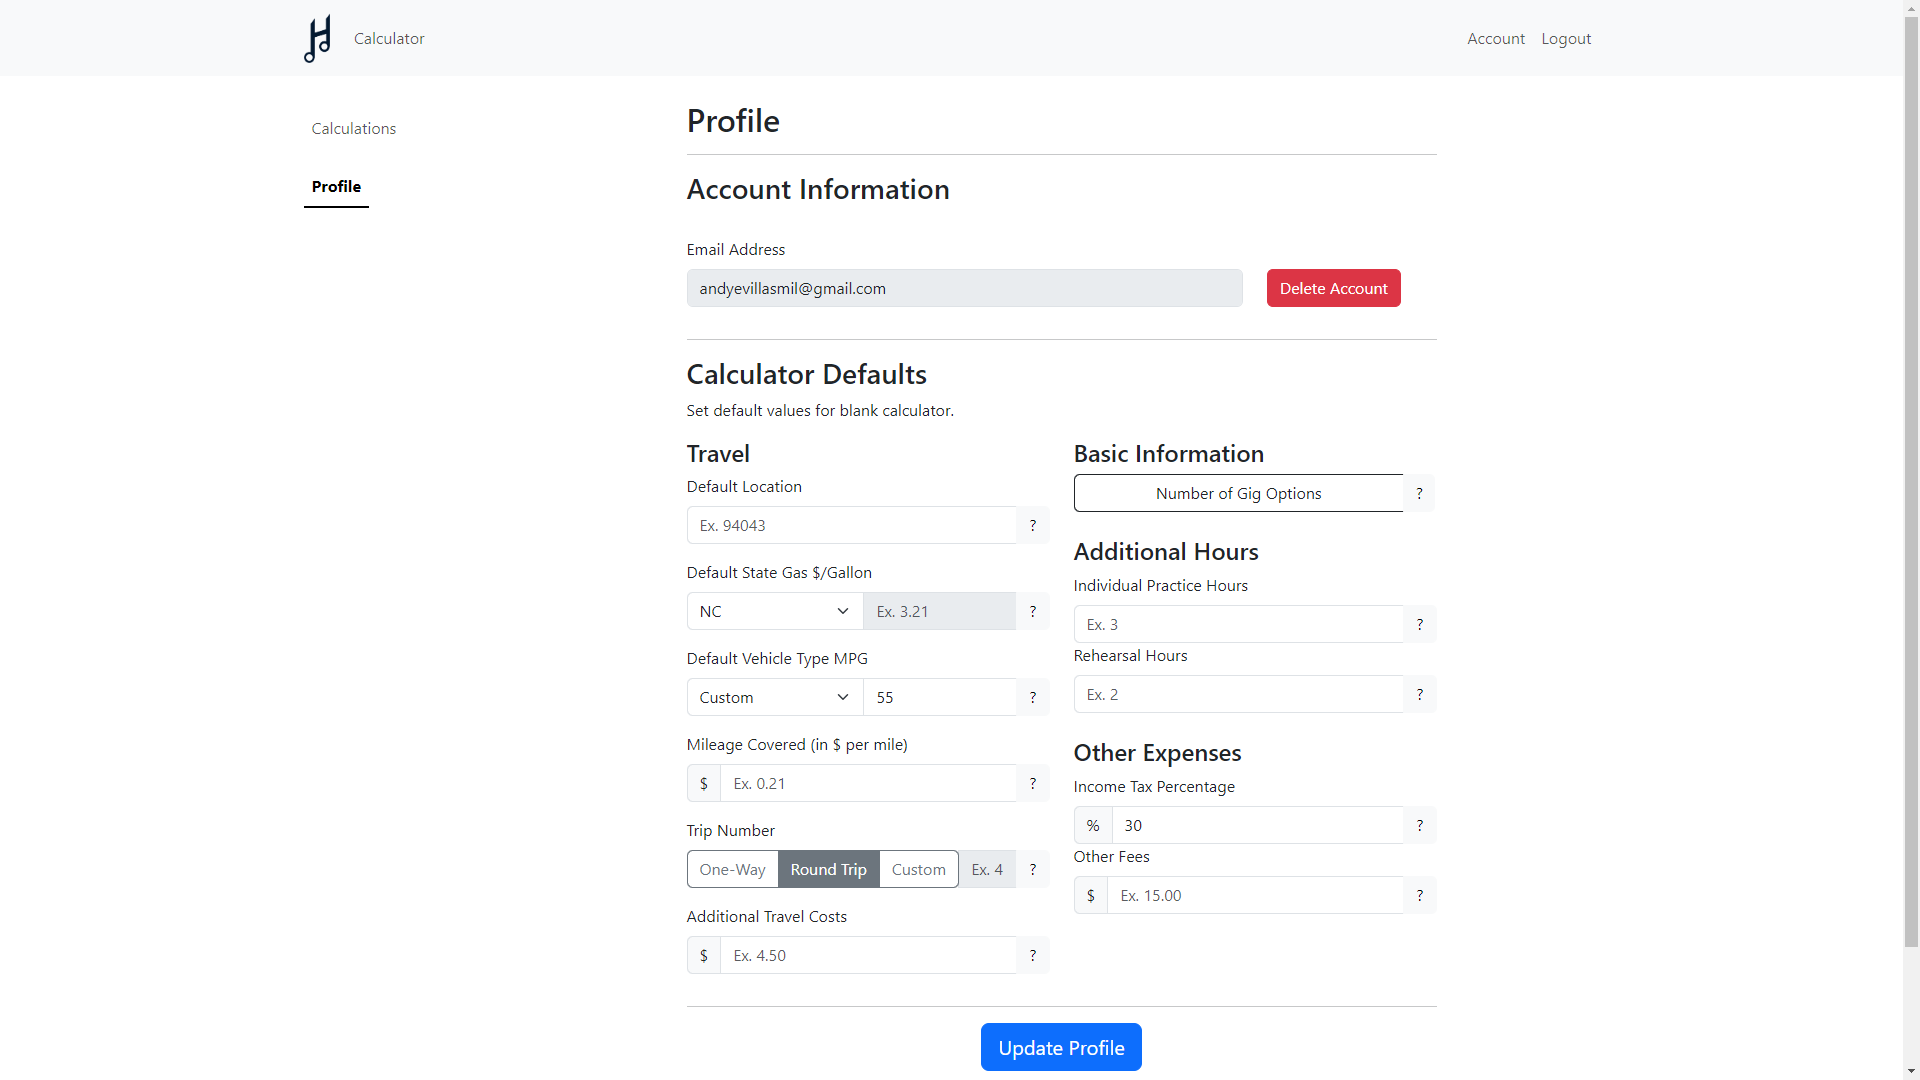 Calculator
Account
Logout
Calculations
Profile
Profile
Account Information
Email Address
andyevillasmil@gmail.com
Delete Account
Calculator Defaults
Set default values for blank calculator.
Travel
Default Location
Ex. 94043
?
Default State Gas $/Gallon
NC
Ex. 3.21
?
Default Vehicle Type MPG
Custom
55
?
Mileage Covered (in $ per mile)
$
Ex. 0.21
?
Trip Number
One-Way
Round Trip
Custom
Ex. 4
?
Additional Travel Costs
$
Ex. 4.50
?
Basic Information
Number of Gig Options
?
Additional Hours
Individual Practice Hours
Ex. 3
?
Rehearsal Hours
Ex. 2
?
Other Expenses
Income Tax Percentage
%
30
?
Other Fees
$
Ex. 15.00
?
Update Profile